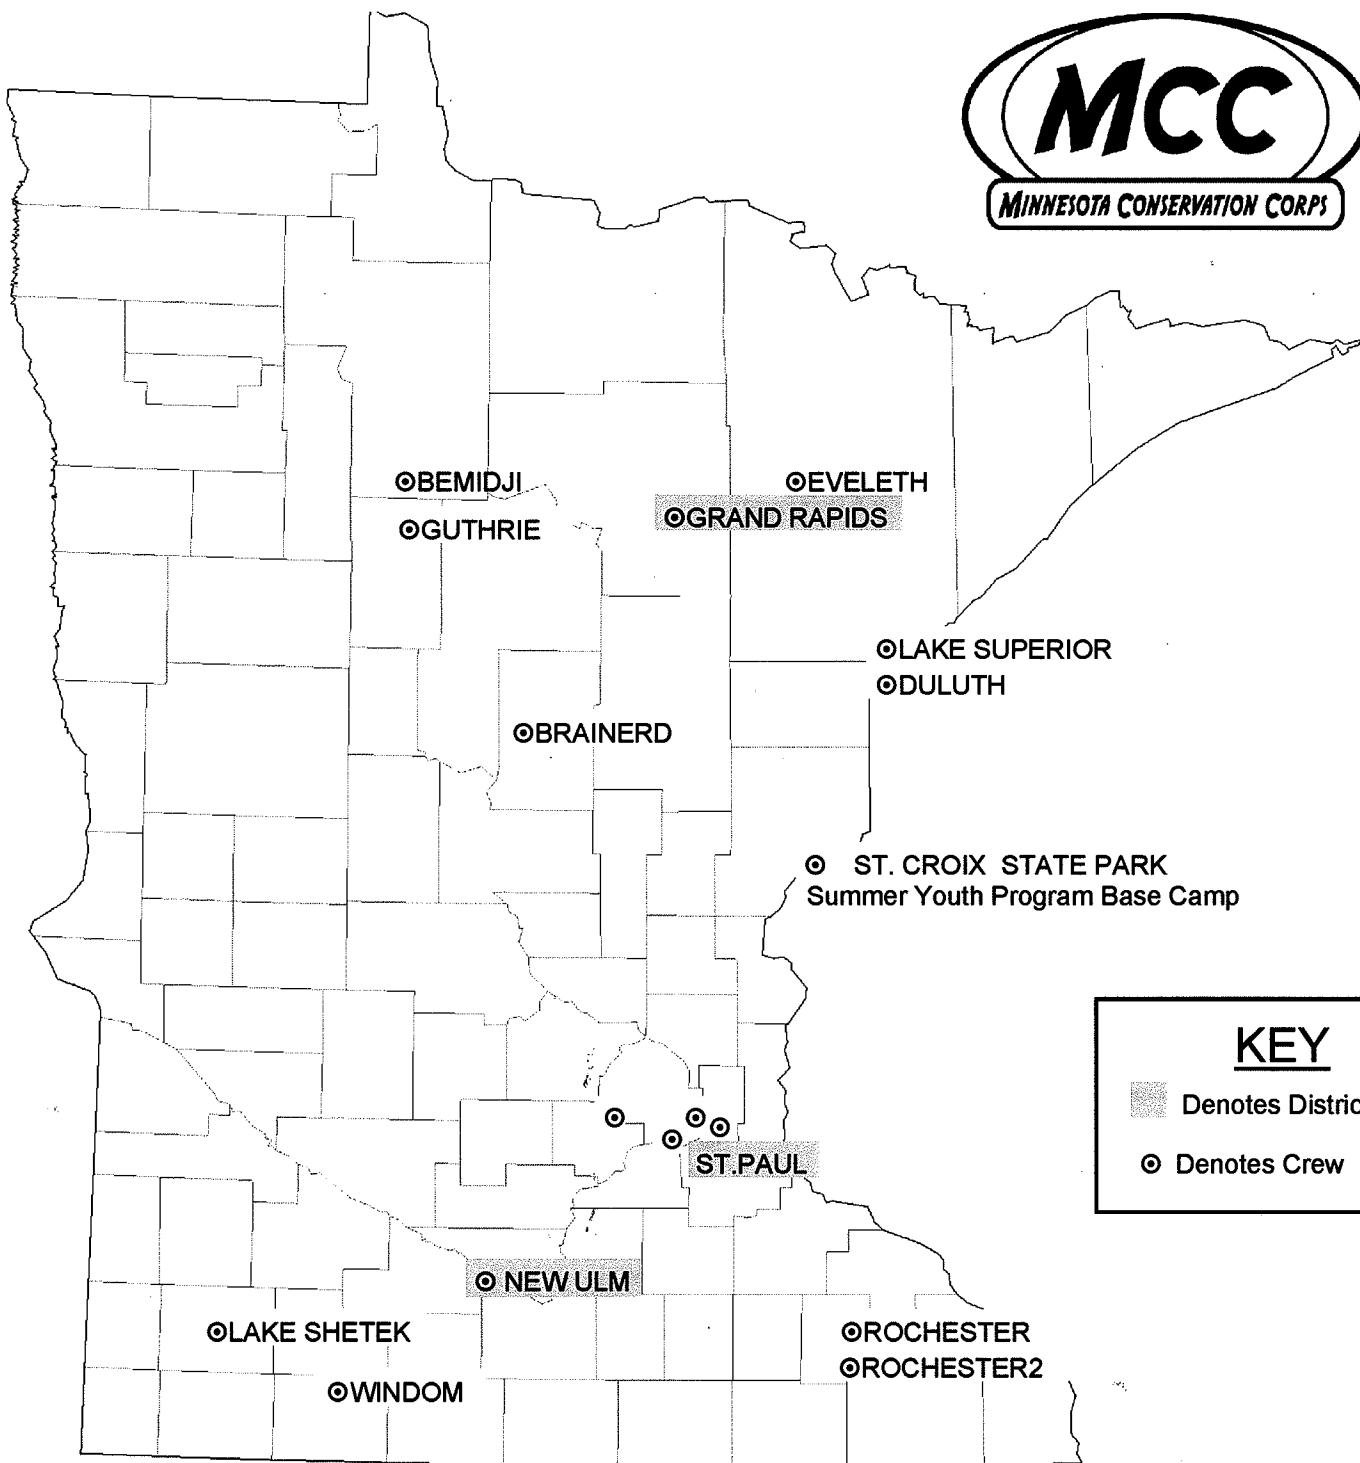 MCC
MINNESOTA CONSERVATION CORPS
BEMIDJI
EVELETH
GRAND RAPIDS
GUTHRIE
LAKE SUPERIOR
DULUTH
BRAINERD
ST. CROIX STATE PARK
Summer Youth Program Base Camp
KEY
Denotes Distric
Denotes Crew
ST.PAUL
NEW ULM
LAKE SHETEK
ROCHESTER
ROCHESTER2
WINDOM